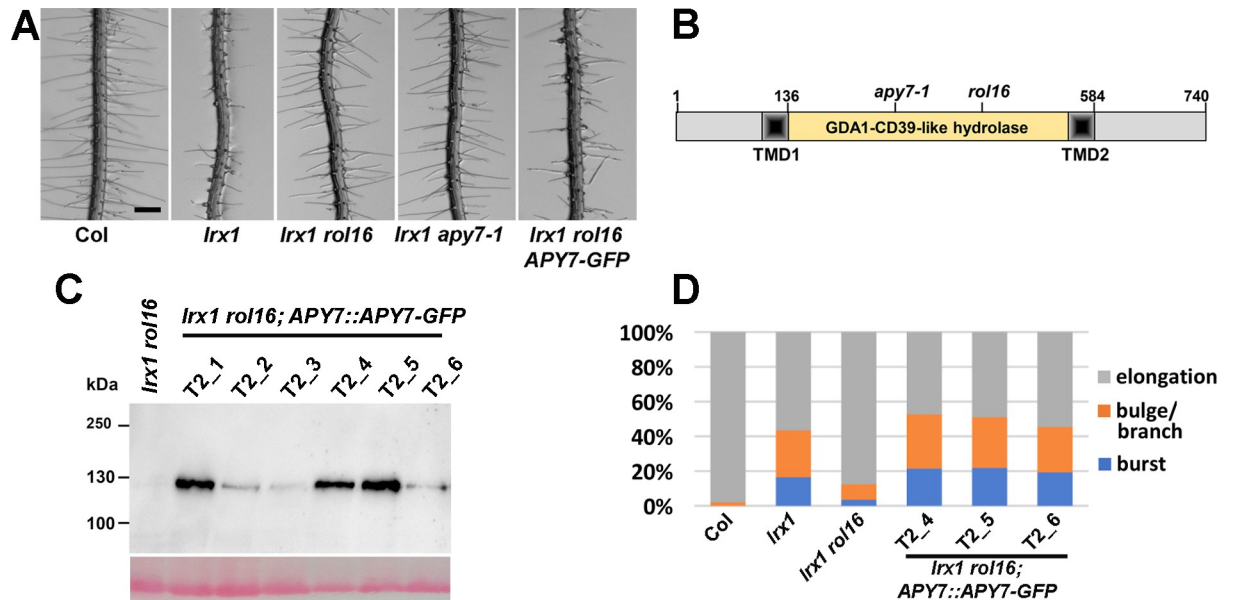 A
Col
lrx1
lrx1 rol16
lrx1 apy7-1
lrx1 rol16
APY7-GFP
B
1
136
apy7-1
rol16
584
740
GDA1-CD39-like hydrolase
TMD1
TMD2
C
lrx1 rol16
lrx1 rol16; APY7::APY7-GFP
T2_1
T2_2
T2_3
T2_4
T2_5
T2_6
kDa
250
130
100
D
100%
80%
60%
40%
20%
0%
elongation
bulge/
branch
burst
Col
lrx1
lrx1 rol16
T2_4
T2_5
T2_6
lrx1 rol16;
APY7::APY7-GFP